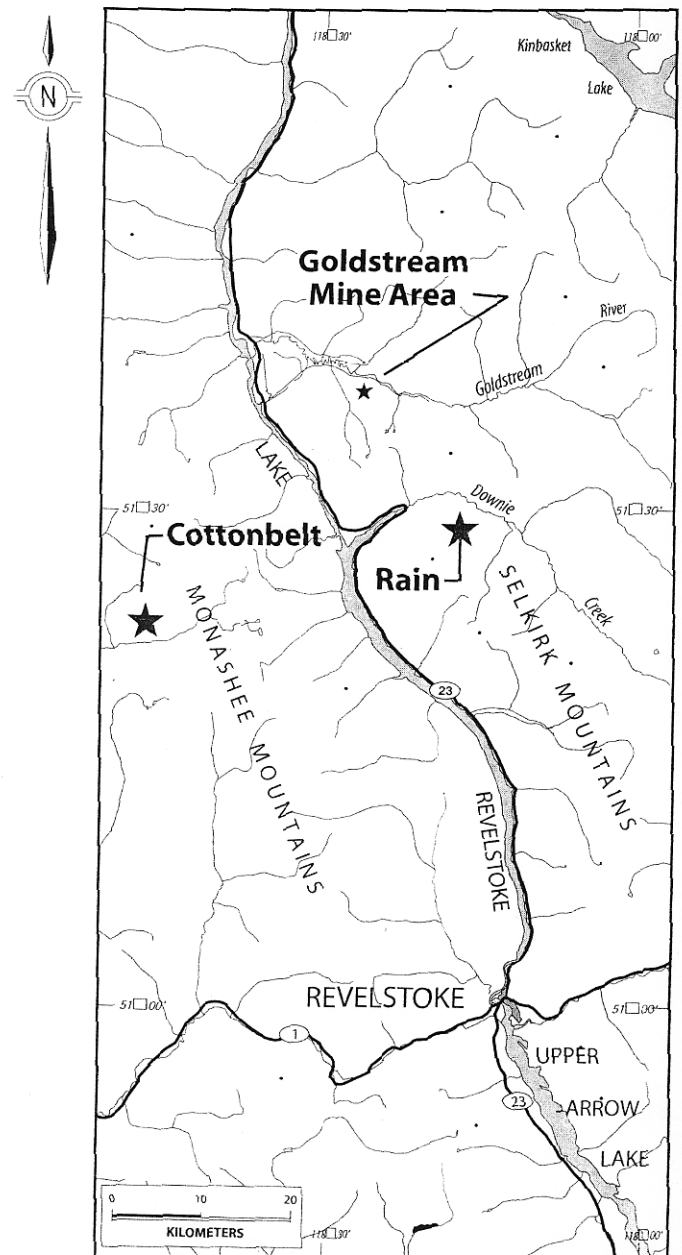 118□30'
118□00'
Kinbasket
Lake
N
Goldstream
Mine Area
River
Goldstream
LAKE
Downie
51□30'
51□30'
Cottonbelt
Rain
Creek
MONASHEE MOUNTAINS
SELKIRK MOUNTAINS
23
REVELSTOKE
REVELSTOKE
51□00'
51□00'
1
UPPER
23
ARROW
LAKE
0 10 20
KILOMETERS
118□30'
118□00'